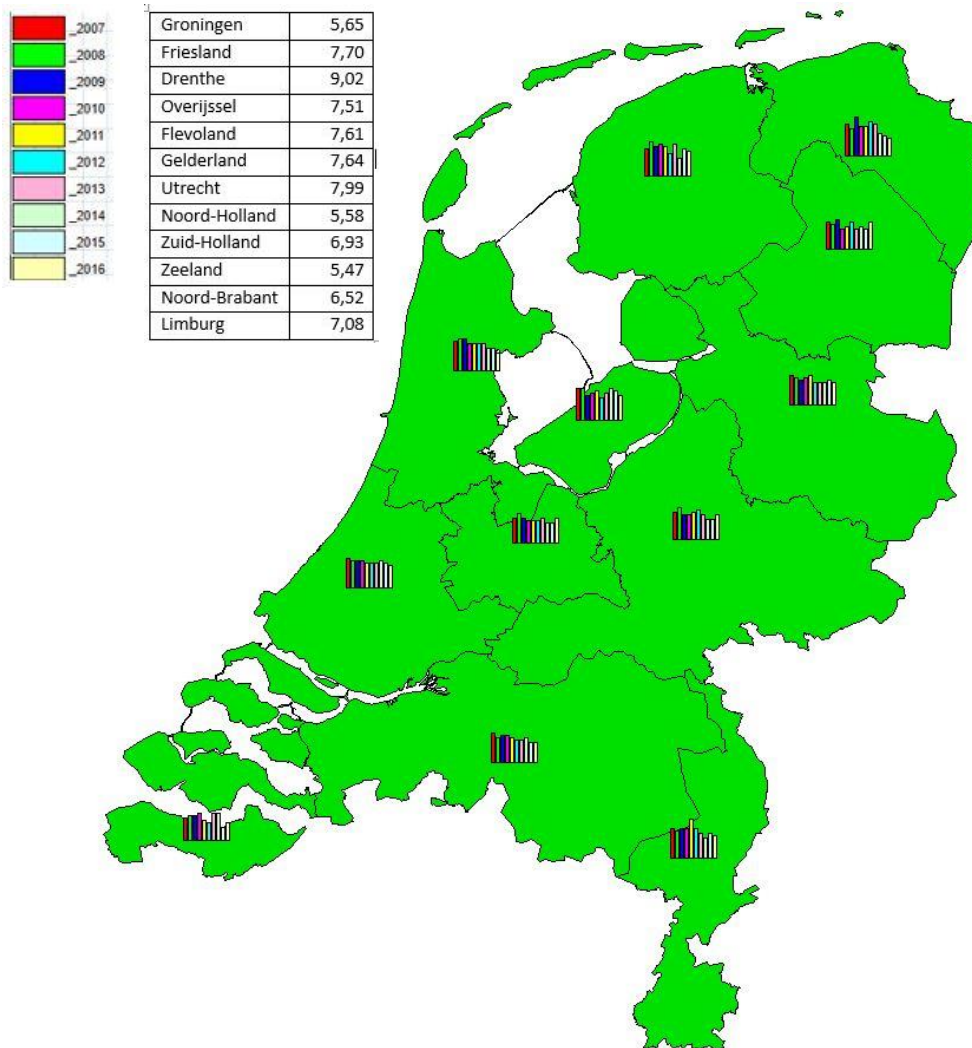 _2007
_2008
_2009
_2010
_2011
_2012
_2013
_2014
_2015
_2016
Groningen 5,65
Friesland 7,70
Drenthe 9,02
Overijssel 7,51
Flevoland 7,61
Gelderland 7,64
Utrecht 7,99
Noord-Holland 5,58
Zuid-Holland 6,93
Zeeland 5,47
Noord-Brabant 6,52
Limburg 7,08